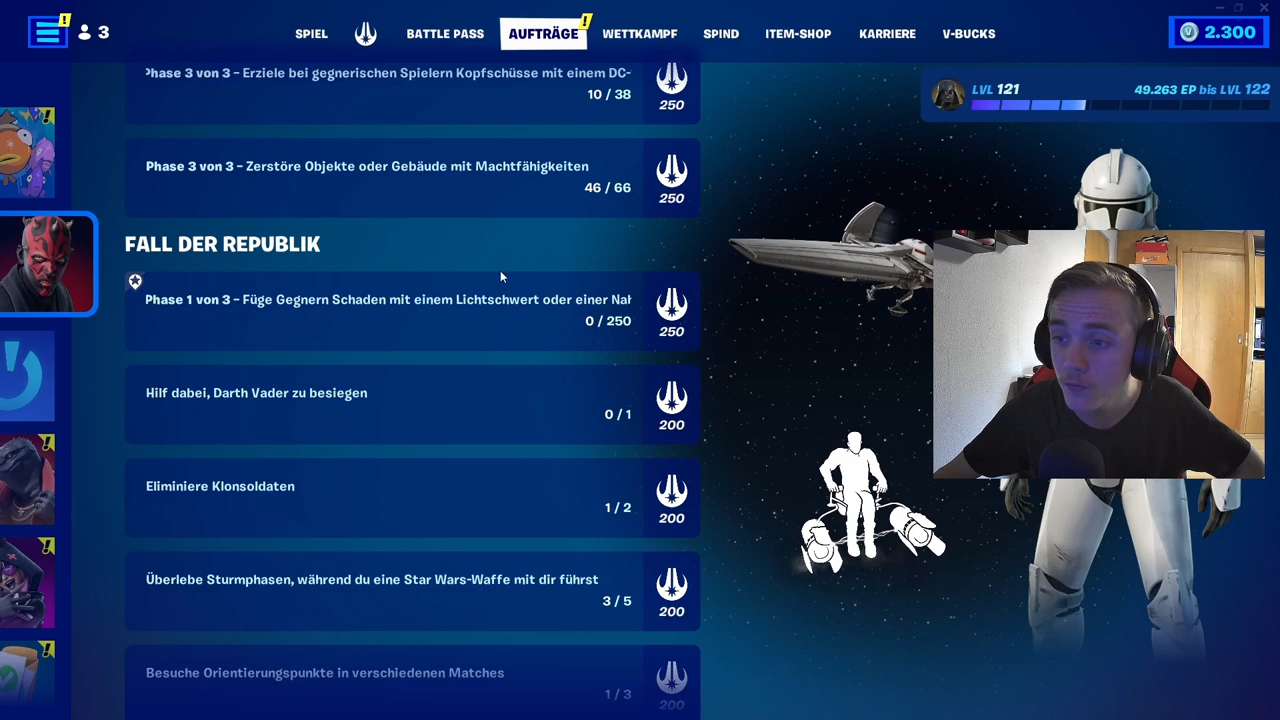 !
3
SPIEL
BATTLE PASS
AUFTRÄGE
!
WETTKAMPF
SPIND
ITEM-SHOP
KARRIERE
V-BUCKS
2.300
LVL 121
49.263 EP bis LVL 122
Phase 3 von 3 – Erziele bei gegnerischen Spielern Kopfschüsse mit einem DC-
10 / 38
250
Phase 3 von 3 – Zerstöre Objekte oder Gebäude mit Machtfähigkeiten
46 / 66
250
FALL DER REPUBLIK
Phase 1 von 3 – Füge Gegnern Schaden mit einem Lichtschwert oder einer Nah
0 / 250
250
Hilf dabei, Darth Vader zu besiegen
0 / 1
200
Eliminiere Klonsoldaten
1 / 2
200
Überlebe Sturmphasen, während du eine Star Wars-Waffe mit dir führst
3 / 5
200
Besuche Orientierungspunkte in verschiedenen Matches
1 / 3
200
!
!
!
!